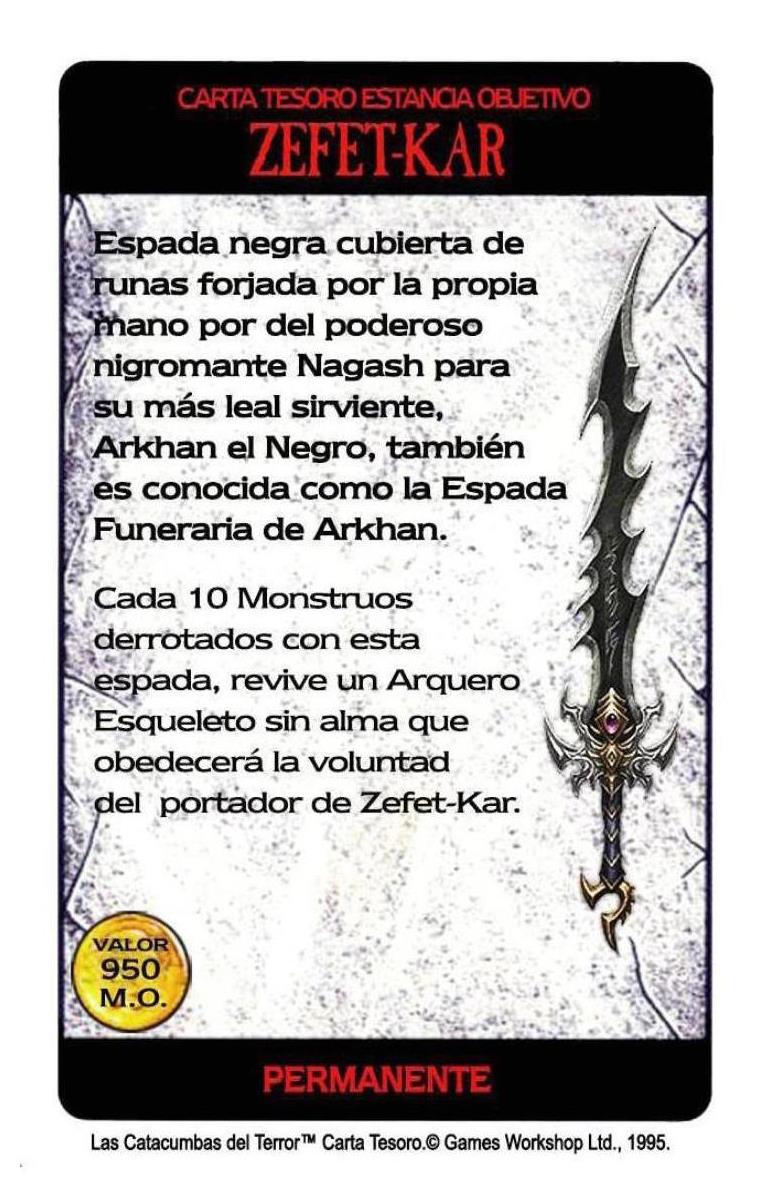 CARTA TESORO ESTANCIA OBJETIVO
ZEFET-KAR
Espada negra cubierta de
runas forjada por la propia
mano por del poderoso
nigromante Nagash para
su más leal sirviente,
Arkhan el Negro, también
es conocida como la Espada
Funeraria de Arkhan.
Cada 10 Monstruos
derrotados con esta
espada, revive un Arquero
Esqueleto sin alma que
obedecerá la voluntad
del portador de Zefet-Kar.
VALOR
950
M.O.
PERMANENTE
Las Catacumbas del Terror™ Carta Tesoro.© Games Workshop Ltd., 1995.